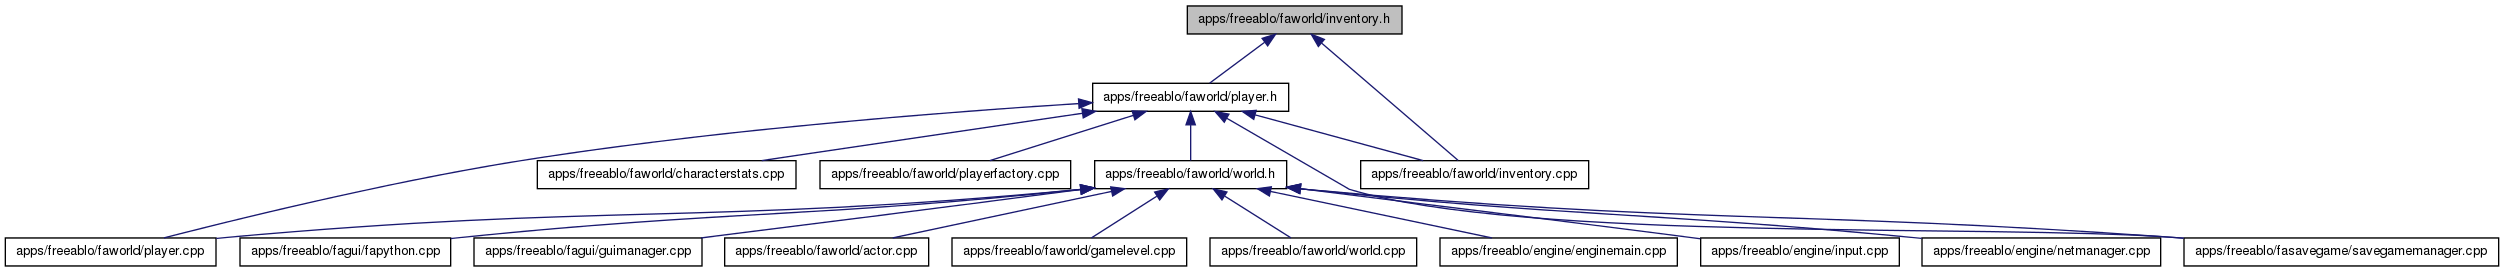 apps/freeablo/faworld/inventory.h
apps/freeablo/faworld/player.h
apps/freeablo/faworld/characterstats.cpp
apps/freeablo/faworld/playerfactory.cpp
apps/freeablo/faworld/world.h
apps/freeablo/faworld/inventory.cpp
apps/freeablo/faworld/player.cpp
apps/freeablo/fagui/fapython.cpp
apps/freeablo/fagui/guimanager.cpp
apps/freeablo/faworld/actor.cpp
apps/freeablo/faworld/gamelevel.cpp
apps/freeablo/faworld/world.cpp
apps/freeablo/engine/enginemain.cpp
apps/freeablo/engine/input.cpp
apps/freeablo/engine/netmanager.cpp
apps/freeablo/fasavegame/savegamemanager.cpp